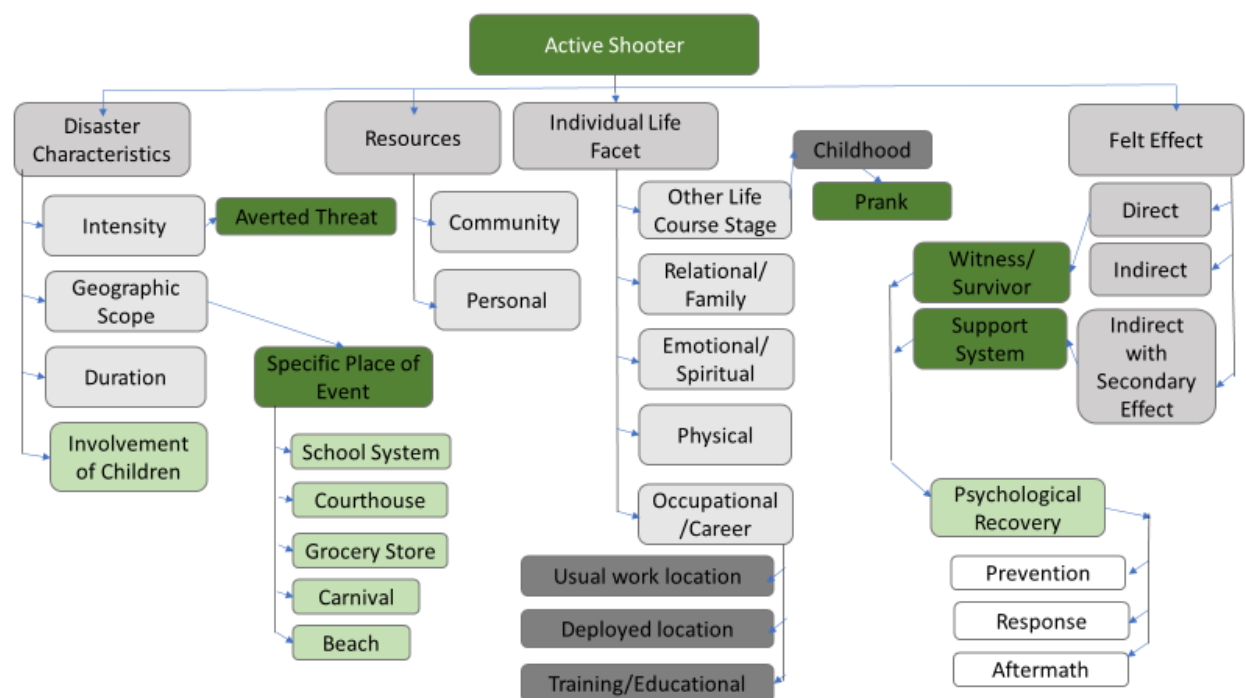 Active Shooter
Disaster
Characteristics
Resources
Individual Life
Facet
Felt Effect
Intensity
Averted Threat
Geographic
Scope
Duration
Involvement
of Children
Specific Place of
Event
School System
Courthouse
Grocery Store
Carnival
Beach
Community
Personal
Other Life
Course Stage
Childhood
Prank
Relational/
Family
Emotional/
Spiritual
Physical
Occupational
/Career
Usual work location
Deployed location
Training/Educational
Direct
Indirect
Indirect
with
Secondary
Effect
Witness/
Survivor
Support
System
Psychological
Recovery
Prevention
Response
Aftermath